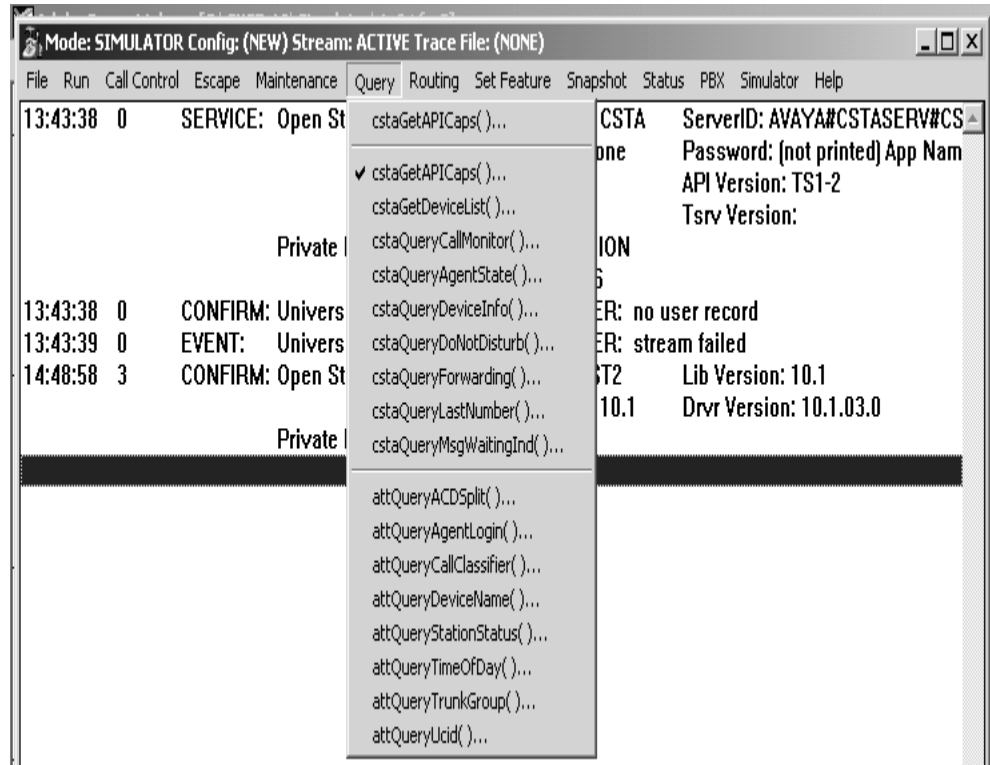 Mode: SIMULATOR Config: (NEW) Stream: ACTIVE Trace File: (NONE)
File Run Call Control Escape Maintenance Query Routing Set Feature Snapshot Status PBX Simulator Help
13:43:38 0 SERVICE: Open St CSTA ServerID: AVAYA#CSTASERV#CS
one Password: (not printed) App Nam
API Version: TS1-2
Tsrv Version:
Private ION
13:43:38 0 CONFIRM: Univers ER: no user record
13:43:39 0 EVENT: Univers ER: stream failed
14:48:58 3 CONFIRM: Open St ST2 Lib Version: 10.1
10.1 Drvr Version: 10.1.03.0
Private
cstaGetAPICaps( )...
✔ cstaGetAPICaps( )...
cstaGetDeviceList( )...
cstaQueryCallMonitor( )...
cstaQueryAgentState( )...
cstaQueryDeviceInfo( )...
cstaQueryDoNotDisturb( )...
cstaQueryForwarding( )...
cstaQueryLastNumber( )...
cstaQueryMsgWaitingInd( )...
attQueryACDSplit( )...
attQueryAgentLogin( )...
attQueryCallClassifier( )...
attQueryDeviceName( )...
attQueryStationStatus( )...
attQueryTimeOfDay( )...
attQueryTrunkGroup( )...
attQueryUcid( )...